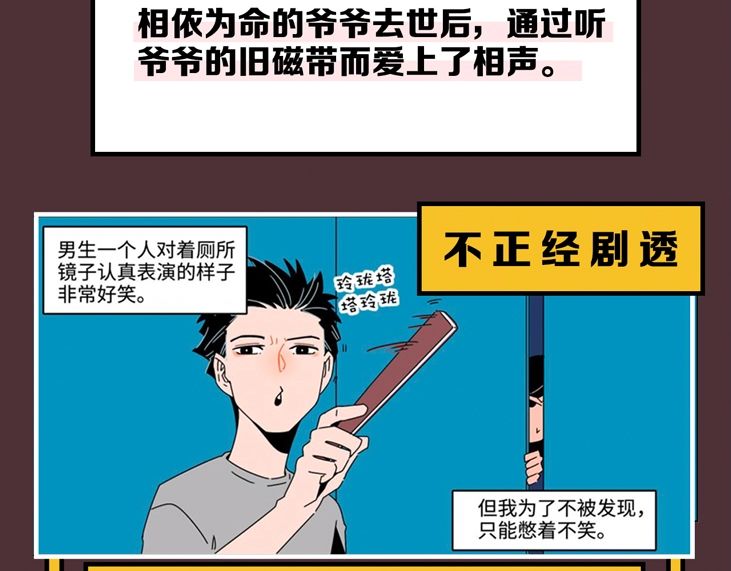 相依为命的爷爷去世后，通过听
爷爷的旧磁带而爱上了相声。
不正经剧透
男生一个人对着厕所
镜子认真表演的样子
非常好笑。
玲珑塔
塔玲珑
但我为了不被发现，
只能憋着不笑。